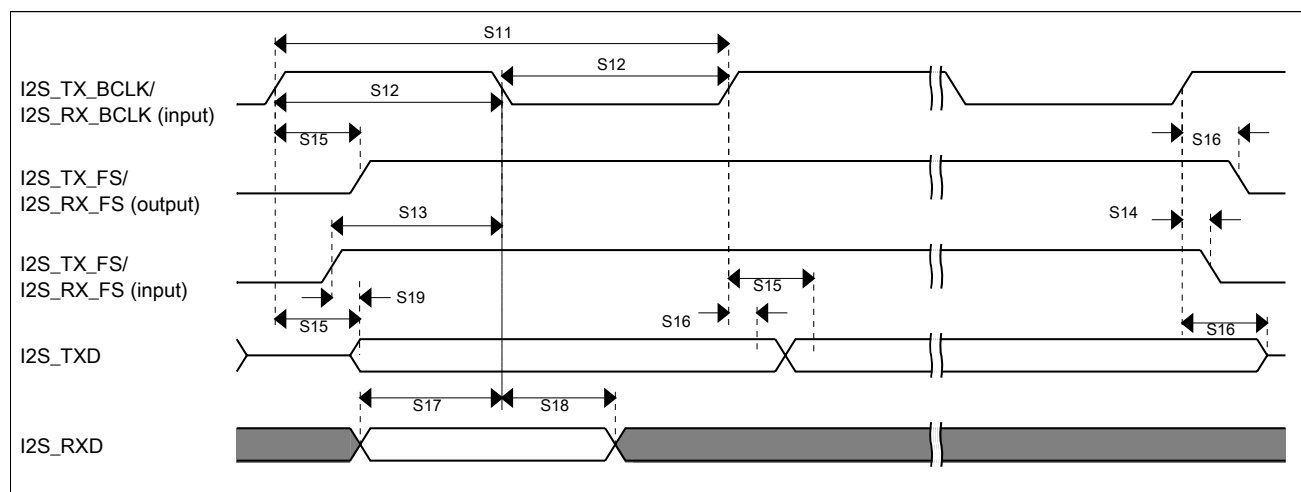 S11
S12
I2S_TX_BCLK/
I2S_RX_BCLK (input)
S12
S15
S16
I2S_TX_FS/
I2S_RX_FS (output)
S13
S14
I2S_TX_FS/
I2S_RX_FS (input)
S15
S19
S15
S16
S16
I2S_TXD
S17
S18
I2S_RXD